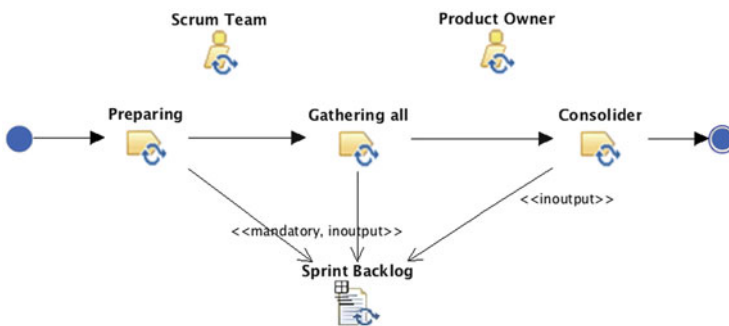 Scrum Team
Product Owner
Preparing
Gathering all
Consolider
<<mandatory, inoutput>>
<<inoutput>>
Sprint Backlog